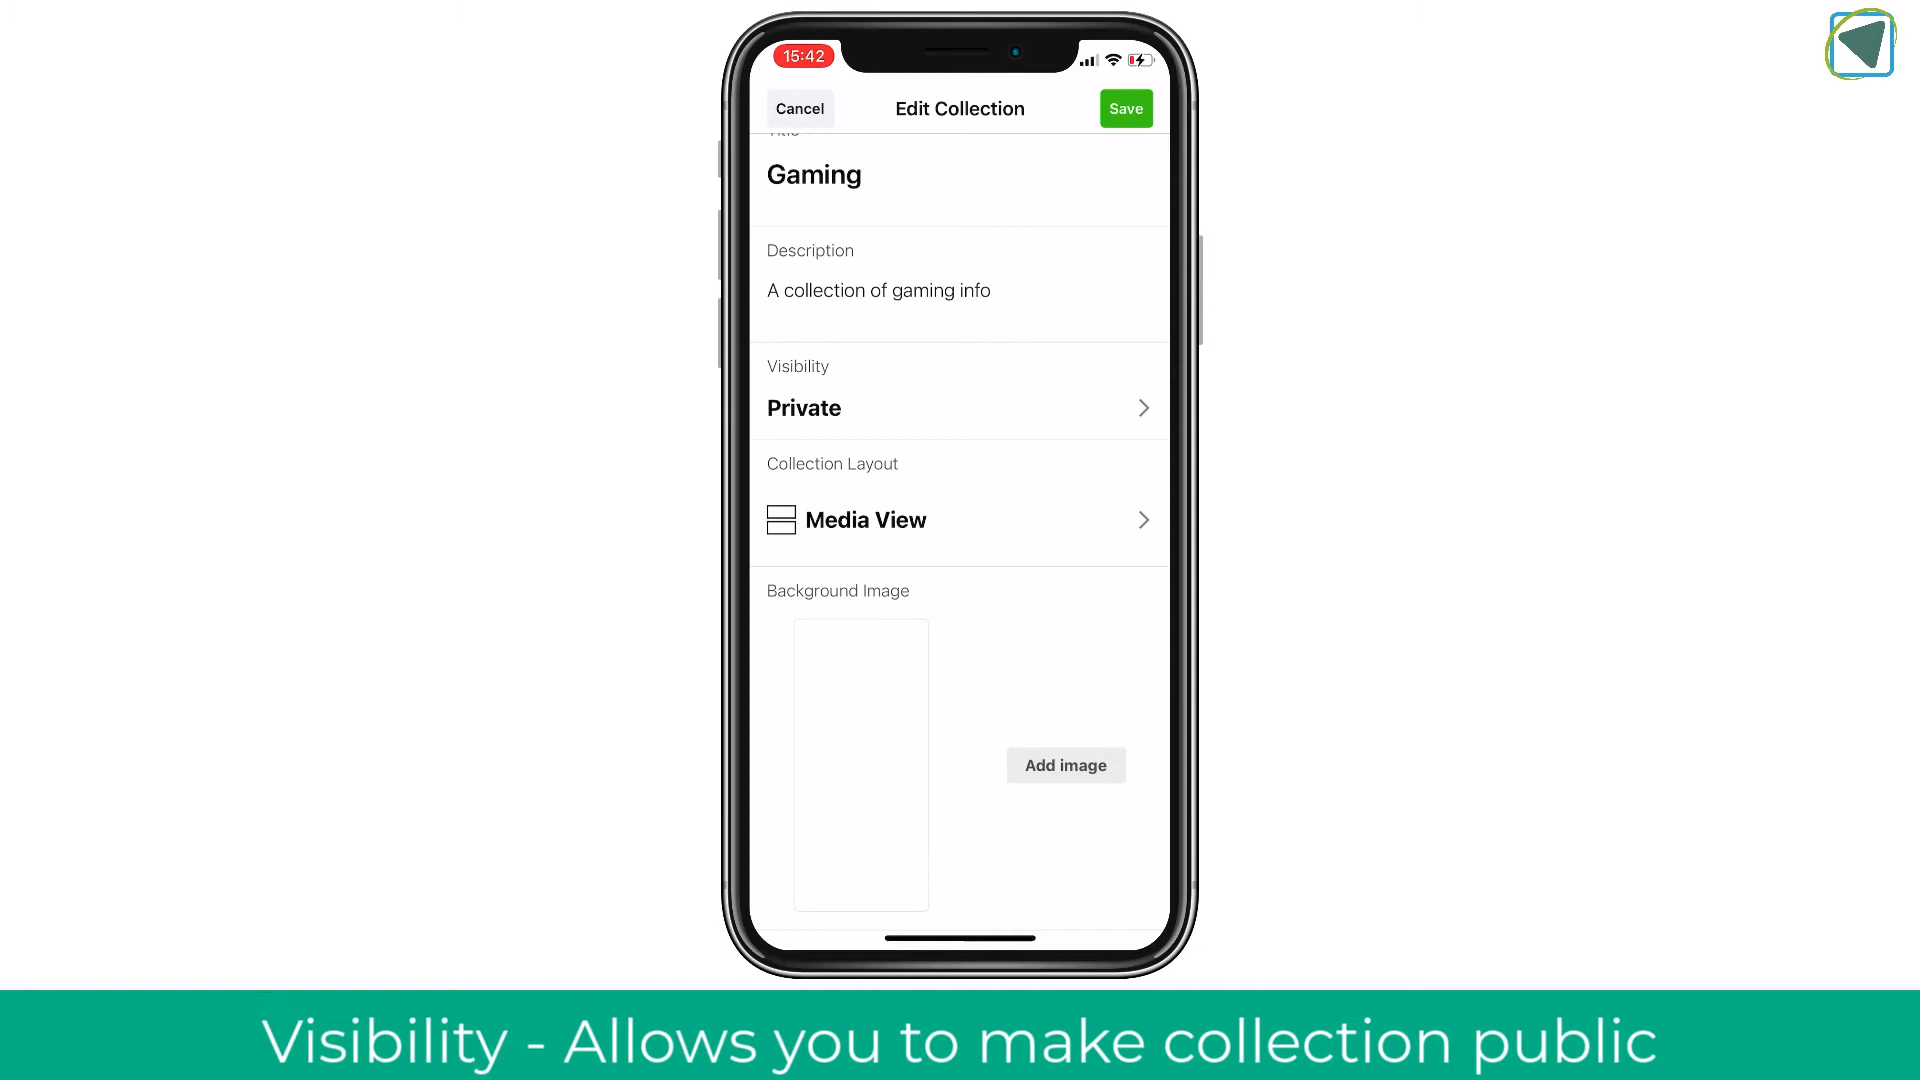 15:42
Cancel
Edit Collection
Save
Title
Gaming
Description
A collection of gaming info
Visibility
Private
Collection Layout
Media View
Background Image
Add image
Visibility - Allows you to make collection public